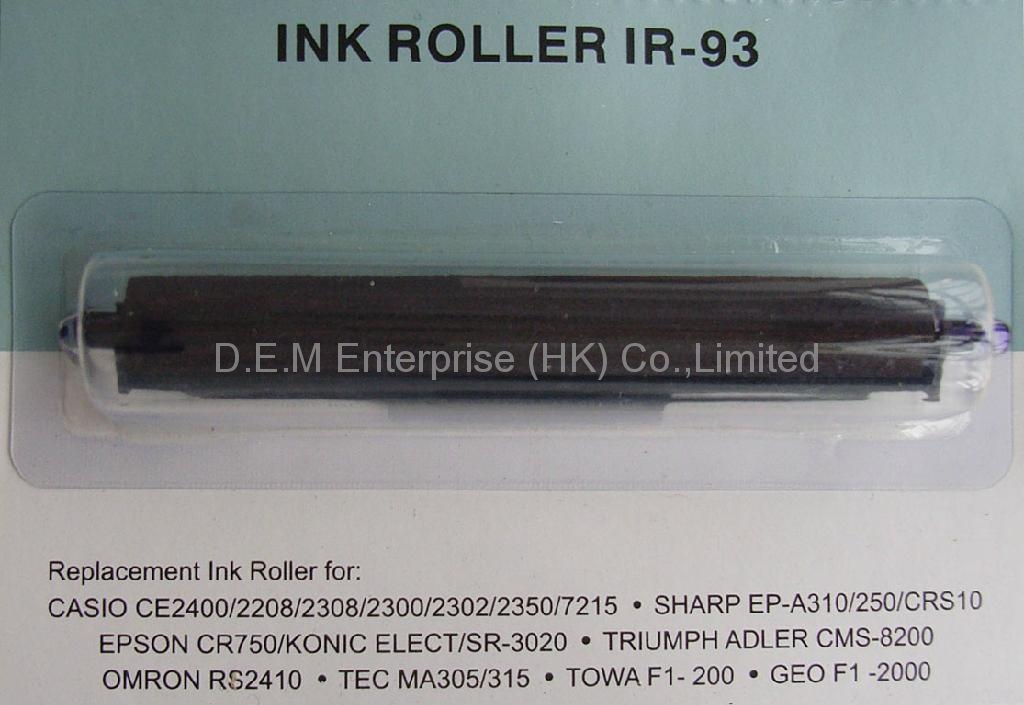 INK ROLLER IR-93
D.E.M Enterprise (HK) Co.,Limited
Replacement Ink Roller for:
CASIO CE2400/2208/2308/2300/2302/2350/7215 • SHARP EP-A310/250/CRS10
EPSON CR750/KONIC ELECT/SR-3020 • TRIUMPH ADLER CMS-8200
OMRON RS2410 • TEC MA305/315 • TOWA F1- 200 • GEO F1 -2000